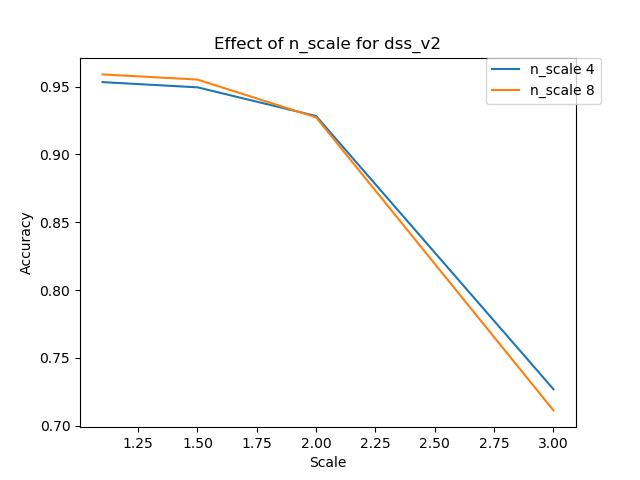 Effect of n_scale for dss_v2
n_scale 4
n_scale 8
0.95
0.90
0.85
0.80
0.75
0.70
Accuracy
1.25 1.50 1.75 2.00 2.25 2.50 2.75 3.00
Scale